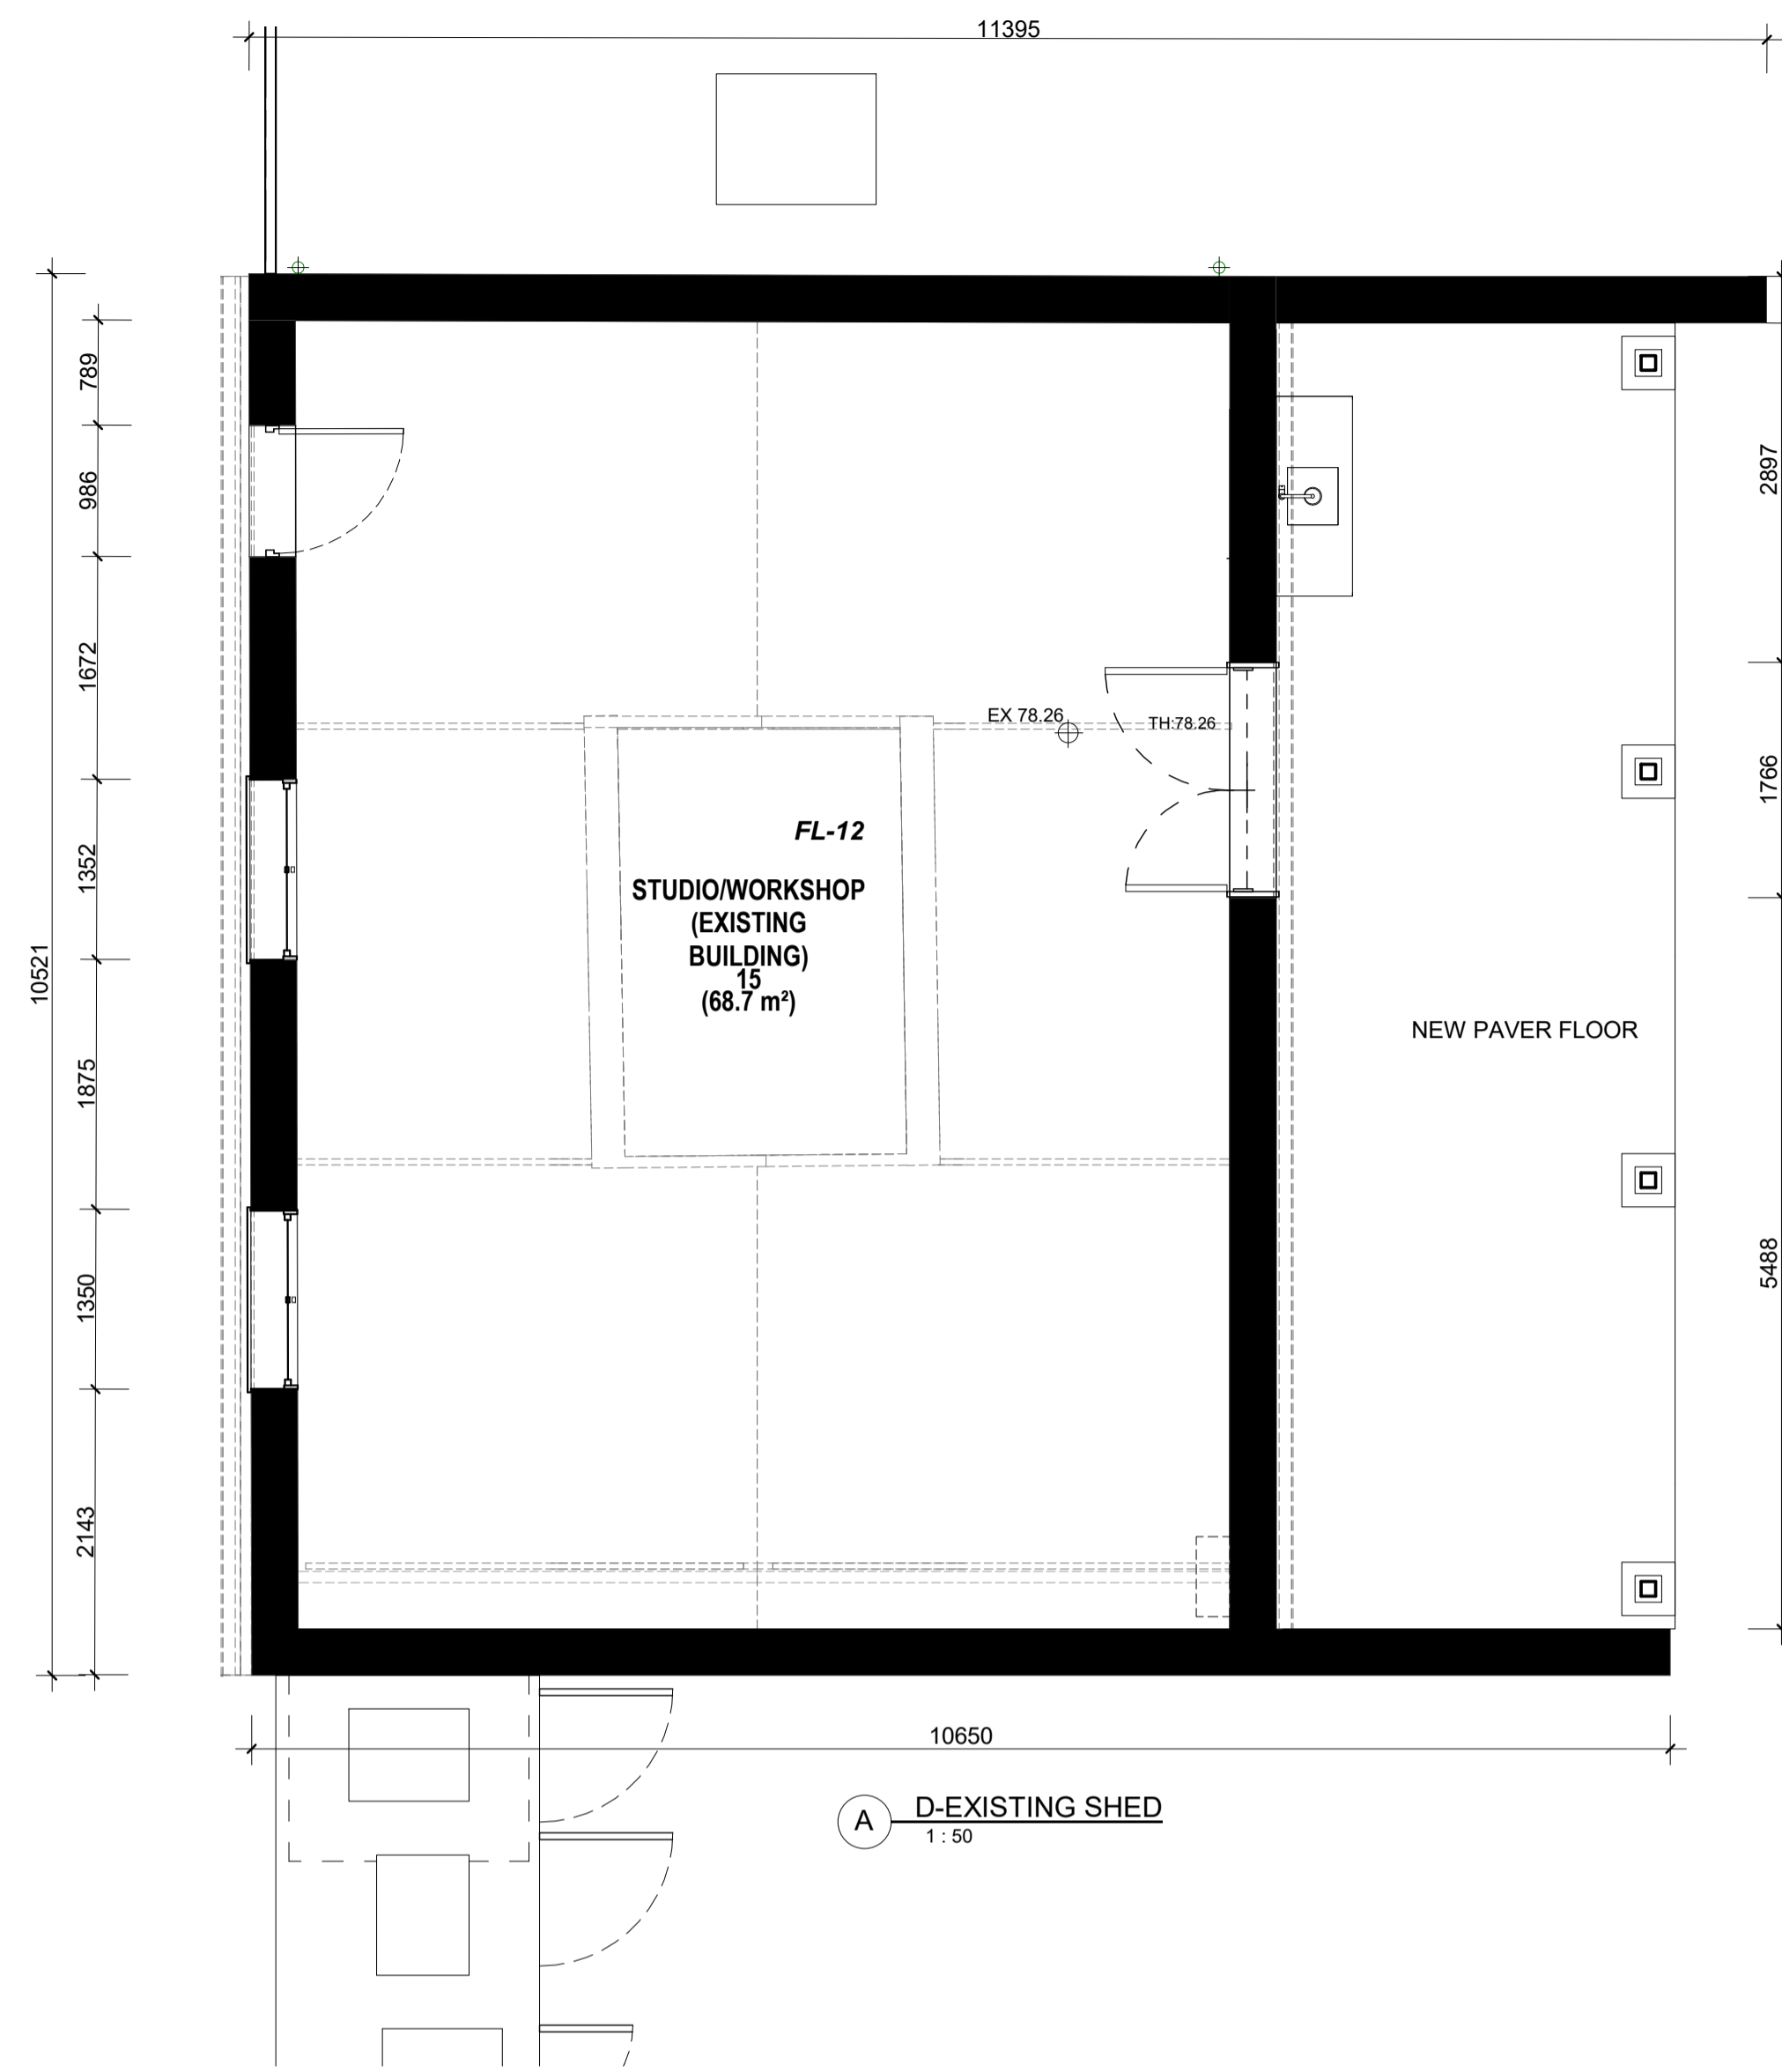 11395
789
986
2897
1672
EX 78.26
TH:78.26
1766
FL-12
1352
STUDIO/WORKSHOP
(EXISTING
BUILDING)
15
(68.7 m²)
10521
NEW PAVER FLOOR
1875
5488
1350
2143
10650
A
D-EXISTING SHED
1 : 50